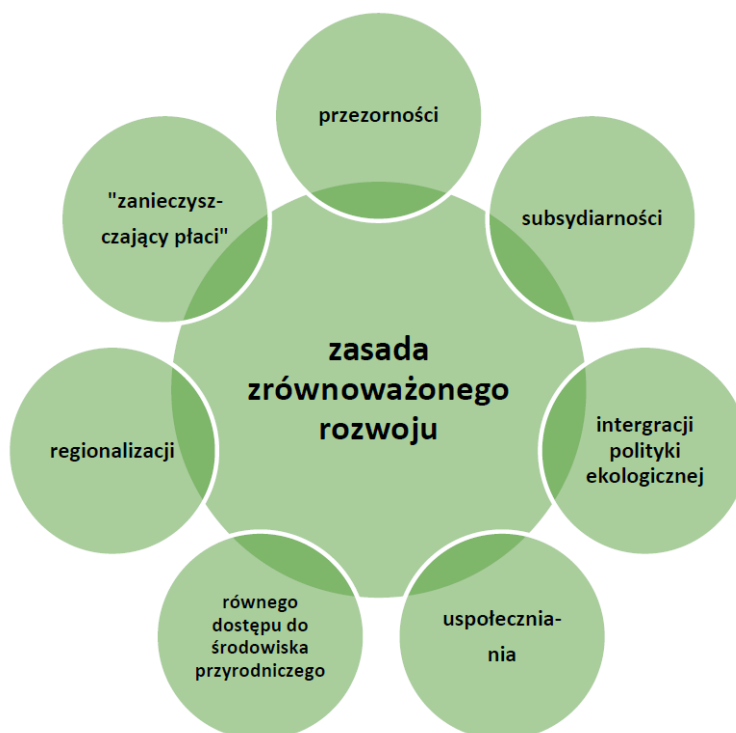 przezorności
"zanieczysz-
czający płaci"
subsydiarności
zasada
zrównoważonego
rozwoju
regionalizacji
intergracji
polityki
ekologicznej
równego
dostępu do
środowiska
przyrodniczego
uspołecznia-
nia